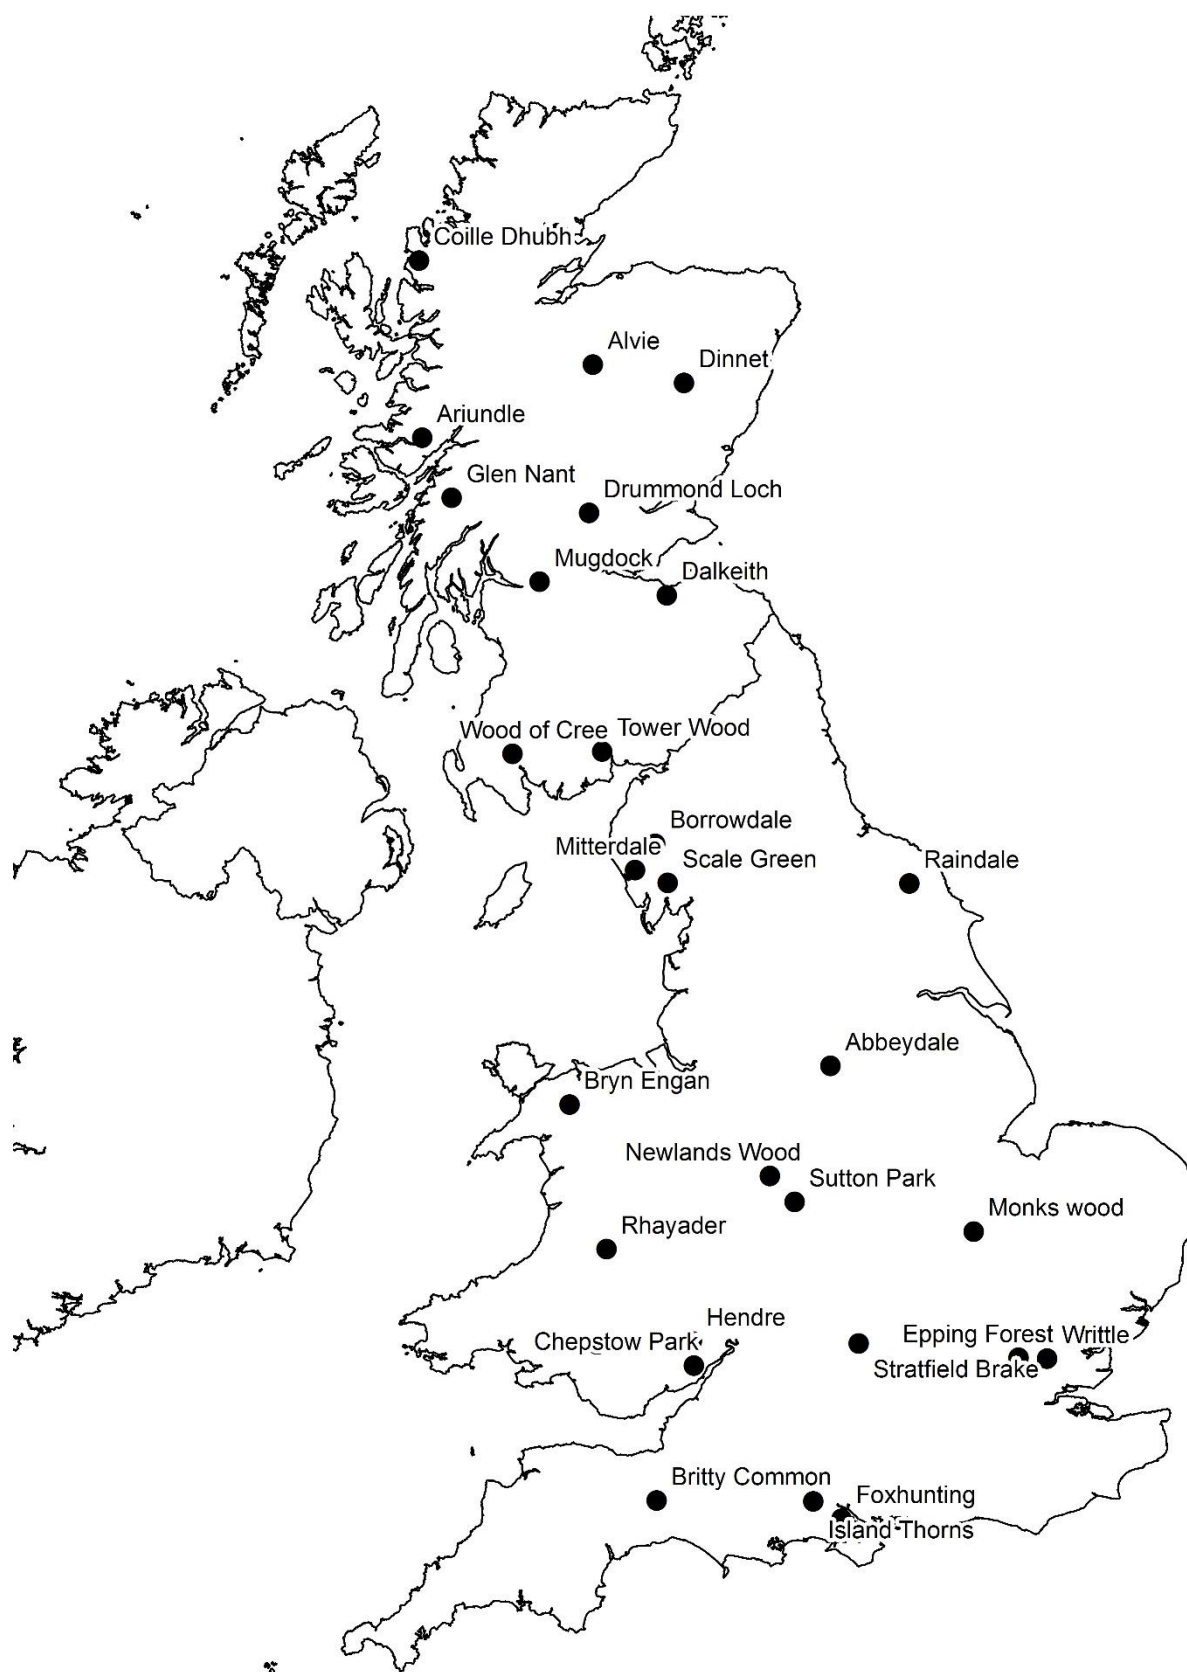 Coille Dhubh
Alvie
Dinnet
Ariundle
Glen Nant
Drummond Loch
Mugdock
Dalkeith
Wood of Cree
Tower Wood
Borrowdale
Mitterdale
Scale Green
Raindale
Abbeydale
Bryn Engan
Newlands Wood
Sutton Park
Monks wood
Rhayader
Hendre
Chepstow Park
Epping Forest
Writtle
Stratfield Brake
Britty Common
Foxhunting
Island Thorns